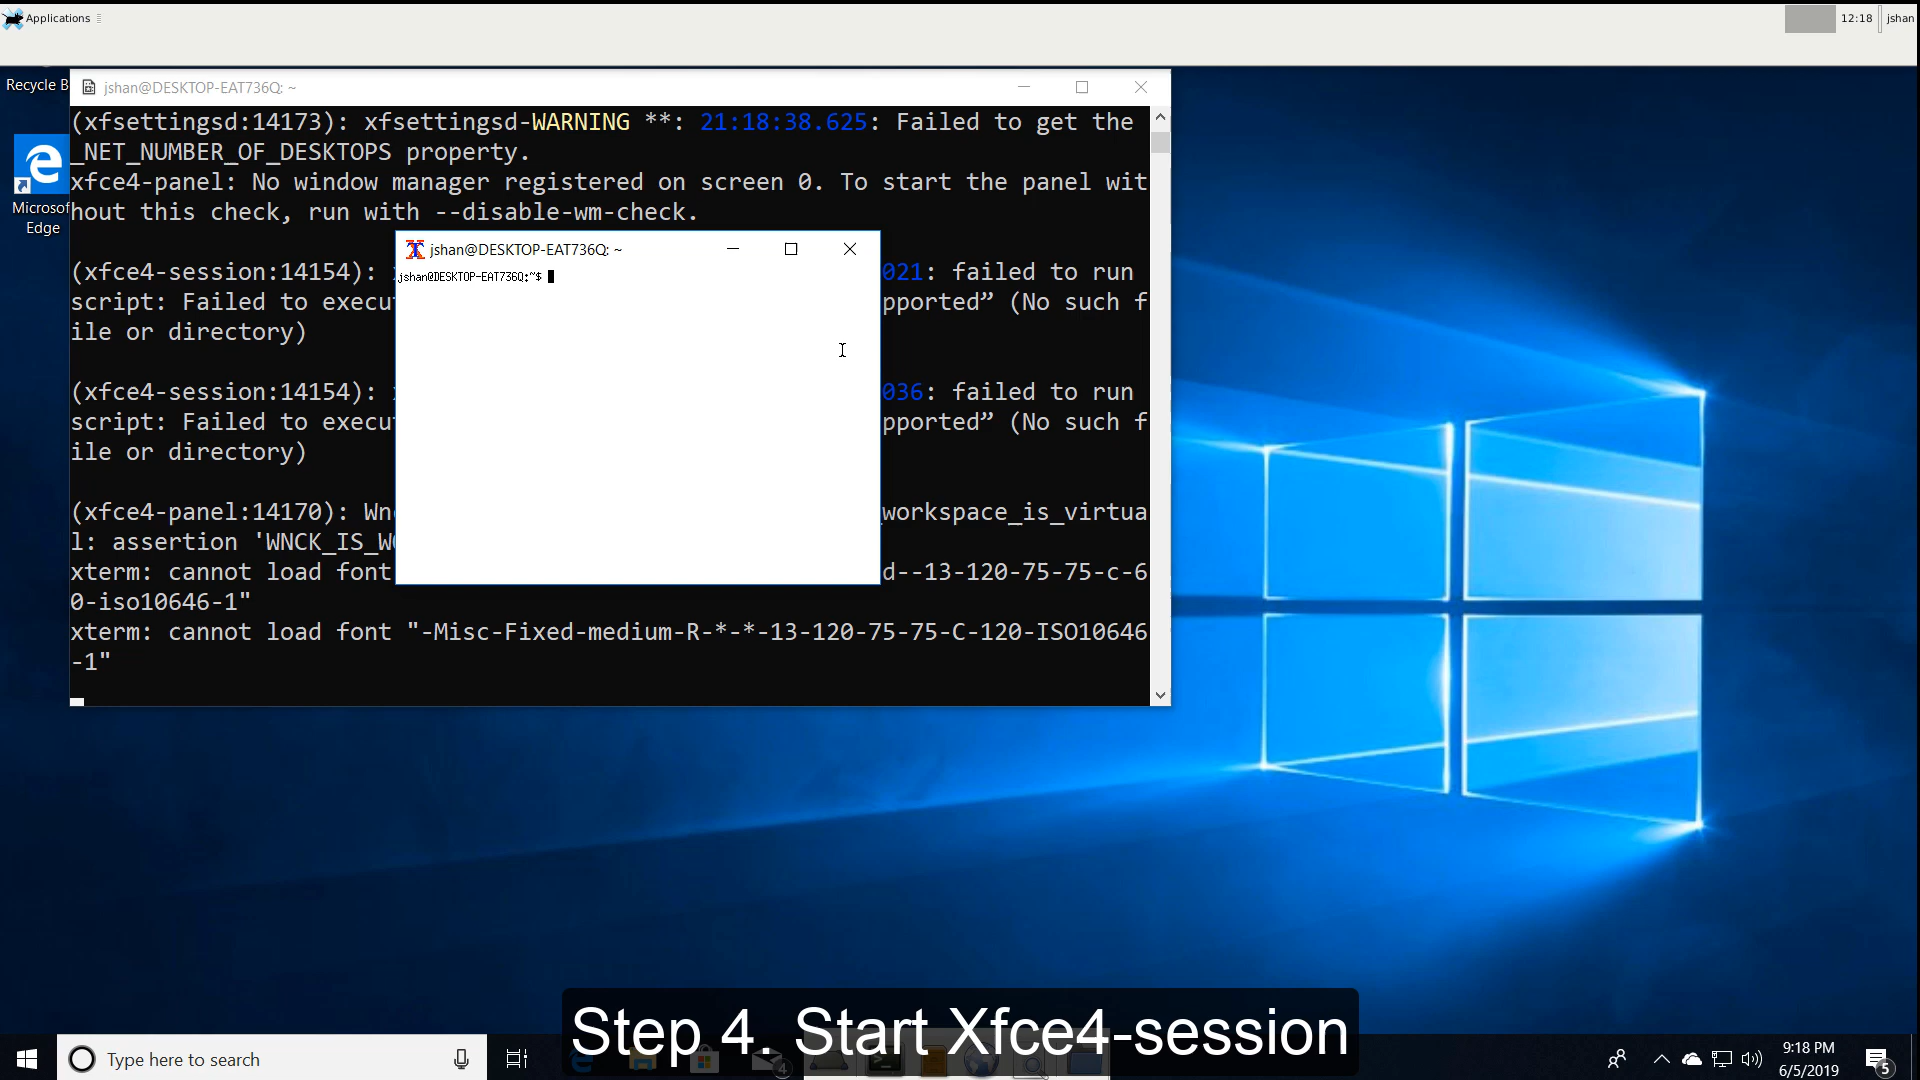 Applications
12:18
jshan
Recycle B
jshan@DESKTOP-EAT736Q: ~
(xfsettingsd:14173): xfsettingsd-WARNING **: 21:18:38.625: Failed to get the
_NET_NUMBER_OF_DESKTOPS property.
xfce4-panel: No window manager registered on screen 0. To start the panel wit
hout this check, run with --disable-wm-check.
Microsof
Edge
jshan@DESKTOP-EAT736Q: ~
jshan@DESKTOP-EAT736Q:~$
(xfce4-session:14154): 021: failed to run
script: Failed to execu pported” (No such f
ile or directory)
(xfce4-session:14154): 036: failed to run
script: Failed to execu pported” (No such f
ile or directory)
(xfce4-panel:14170): Wn workspace_is_virtua
l: assertion 'WNCK_IS_W
xterm: cannot load font d--13-120-75-75-c-6
0-iso10646-1"
xterm: cannot load font "-Misc-Fixed-medium-R-*-*-13-120-75-75-C-120-ISO10646
-1"
Step 4. Start Xfce4-session
Type here to search
4
9:18 PM
6/5/2019
5